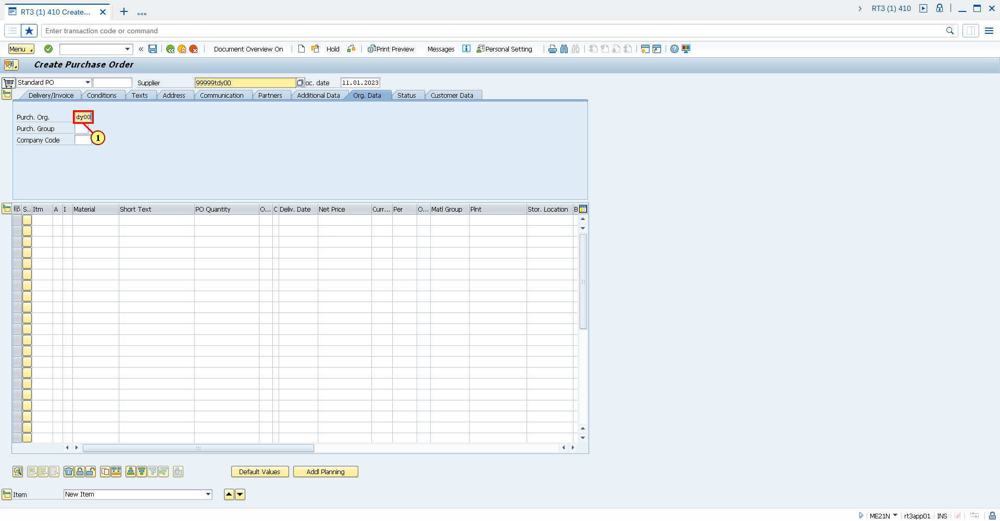 RT3 (1) 410 Create...
RT3 (1) 410
Enter transaction code or command
Menu
Document Overview On
Hold
Print Preview
Messages
Personal Setting
Create Purchase Order
Standard PO
Supplier
99999tdy00
oc. date
11.01.2023
Delivery/Invoice
Conditions
Texts
Address
Communication
Partners
Additional Data
Org. Data
Status
Customer Data
Purch. Org.
dy00
Purch. Group
1
Company Code
S.. Itm A I Material Short Text PO Quantity O... C Deliv. Date Net Price Curr... Per O... Matl Group Plnt Stor. Location B
Default Values
Addl Planning
Item
New Item
ME21N
rt3app01
INS